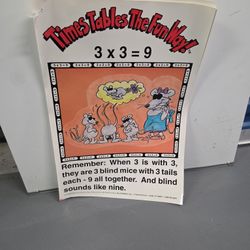 Times Tables The Fun Way!
3 x 3 = 9
Remember: When 3 is with 3,
they are 3 blind mice with 3 tails
each - 9 all together. And blind
sounds like nine.